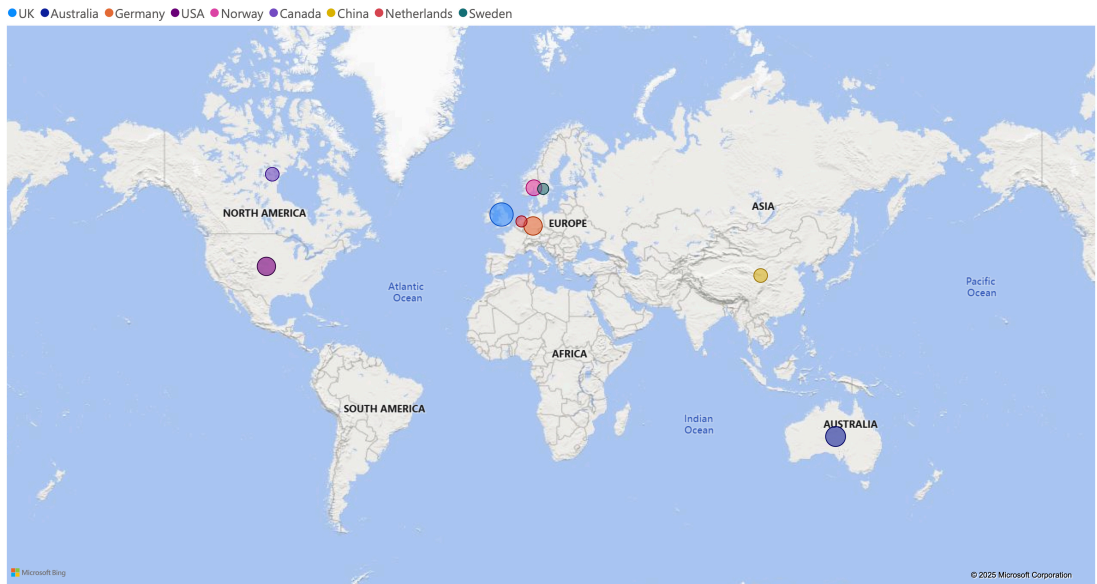 UK Australia Germany USA Norway Canada China Netherlands Sweden
NORTH AMERICA
EUROPE
ASIA
Atlantic
Ocean
Pacific
Ocean
AFRICA
SOUTH AMERICA
Indian
Ocean
AUSTRALIA
Microsoft Bing
© 2025 Microsoft Corporation